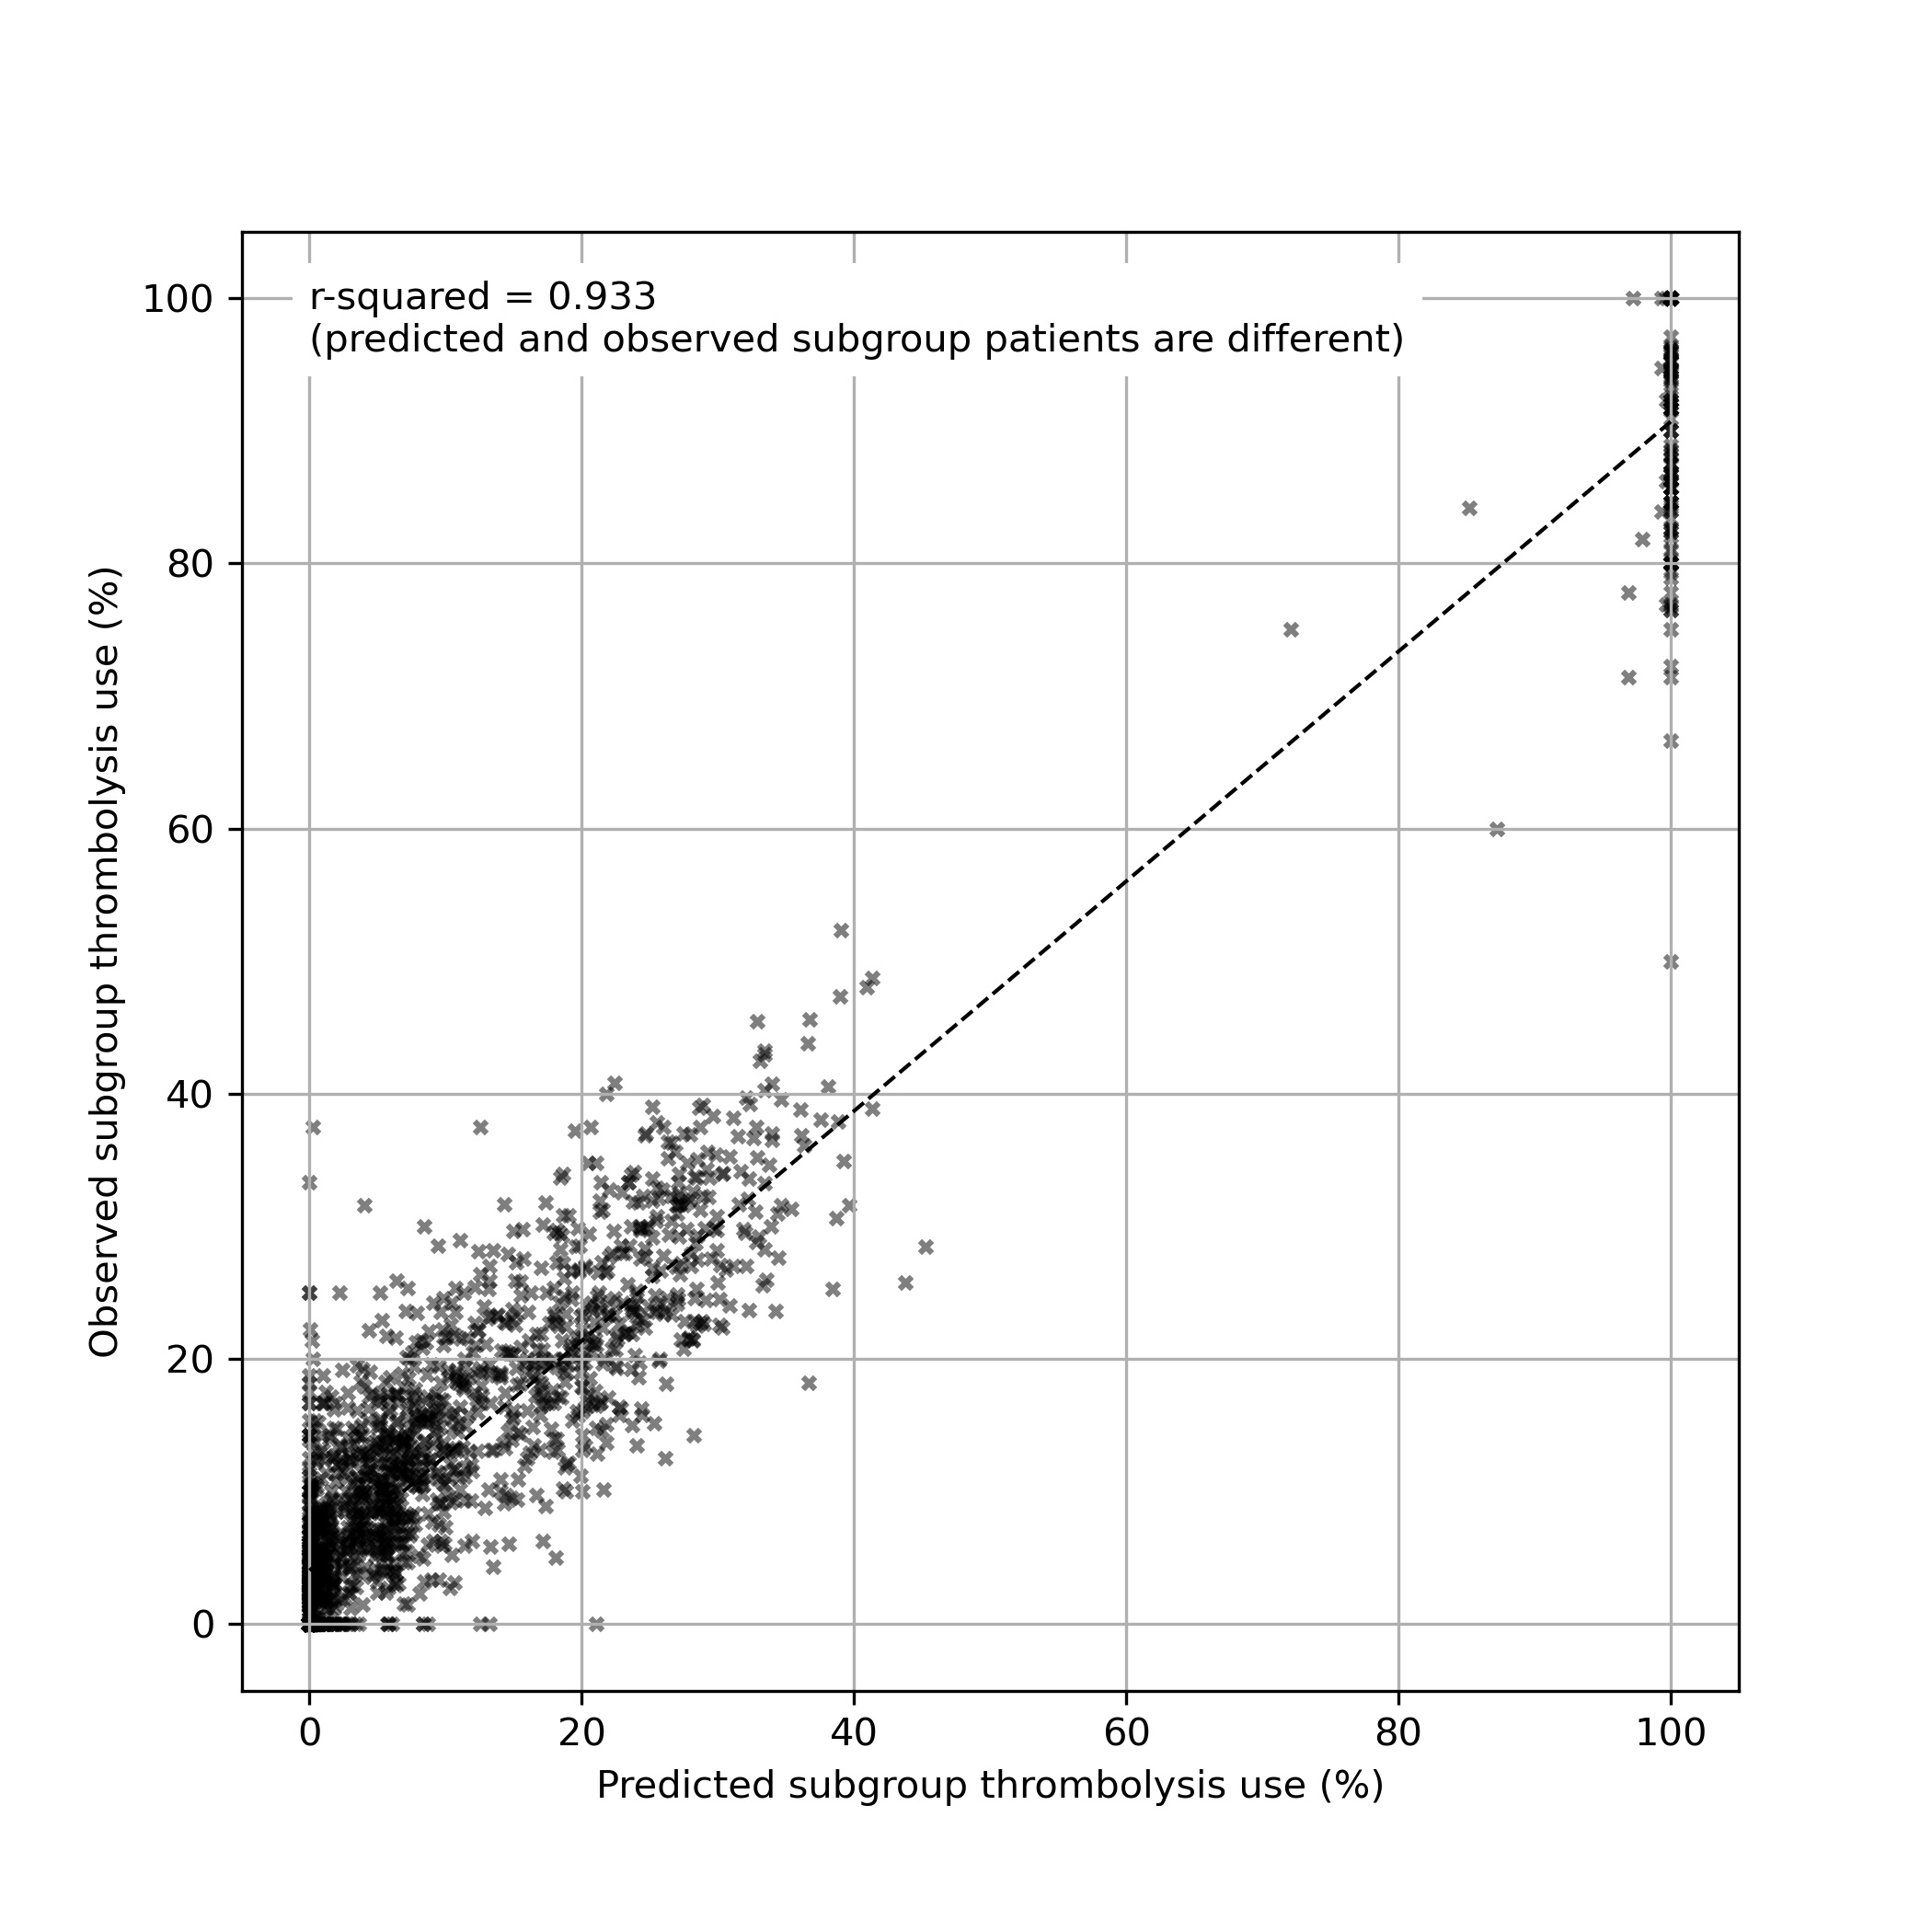 r-squared = 0.933
(predicted and observed subgroup patients are different)
100
80
60
40
20
0
Observed subgroup thrombolysis use (%)
0 20 40 60 80 100
Predicted subgroup thrombolysis use (%)